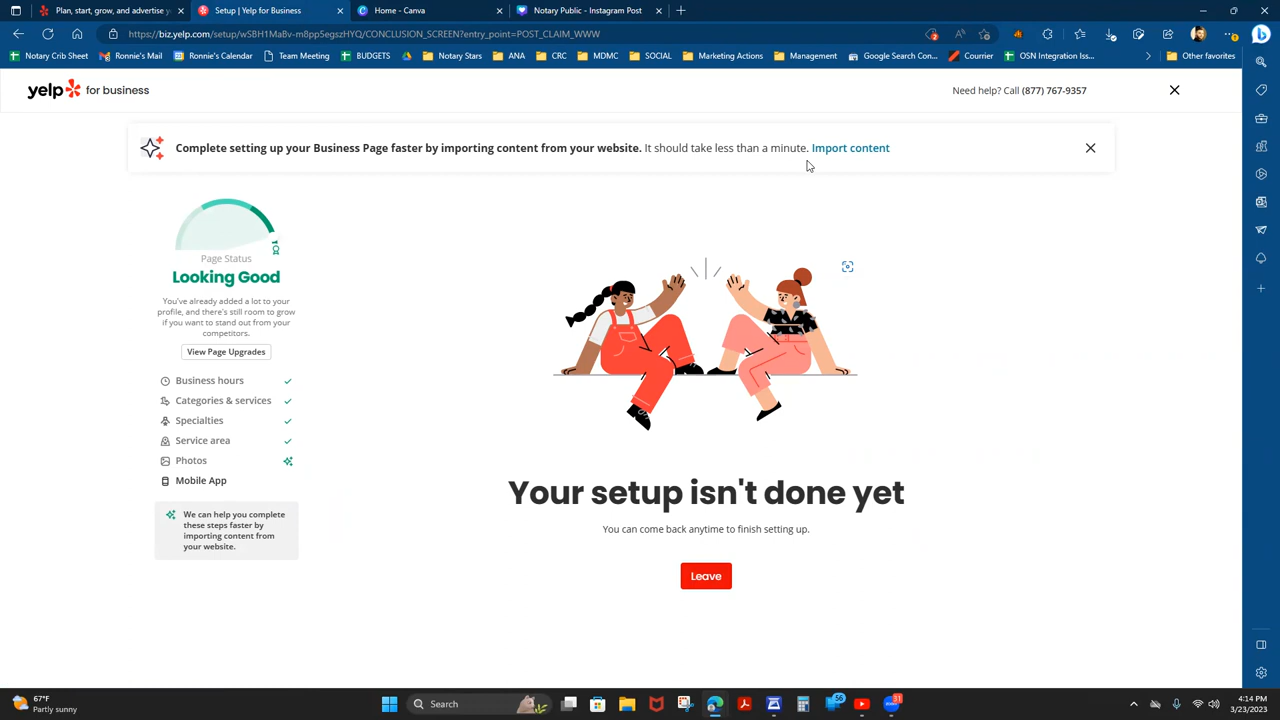 Plan, start, grow, and advertise y
Setup | Yelp for Business
Home - Canva
Notary Public - Instagram Post
https://biz.yelp.com/setup/wSBH1MaBv-m8pp5egszHYQ/CONCLUSION_SCREEN?entry_point=POST_CLAIM_WWW
Notary Crib Sheet
Ronnie's Mail
Ronnie's Calendar
Team Meeting
BUDGETS
Notary Stars
ANA
CRC
MDMC
SOCIAL
Marketing Actions
Management
Google Search Con...
Courrier
OSN Integration Iss...
Other favorites
yelp for business
Need help? Call (877) 767-9357
Complete setting up your Business Page faster by importing content from your website. It should take less than a minute. Import content
Page Status
Looking Good
You've already added a lot to your
profile, and there's still room to grow
if you want to stand out from your
competitors.
View Page Upgrades
Business hours
Categories & services
Specialties
Service area
Photos
Mobile App
We can help you complete
these steps faster by
importing content from
your website.
Your setup isn't done yet
You can come back anytime to finish setting up.
Leave
67°F
Partly sunny
Search
56
31
4:14 PM
3/23/2023